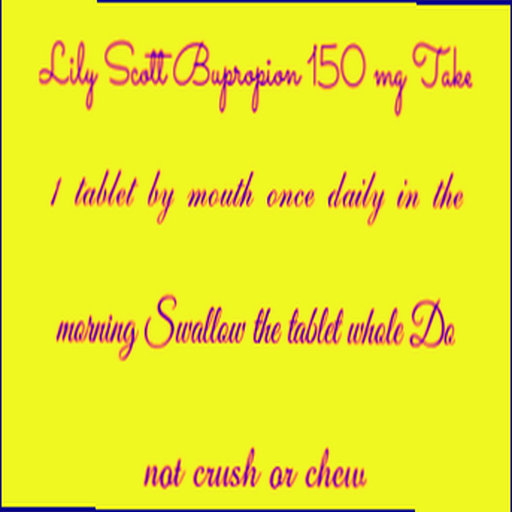 Lily Scott Bupropion 150 mg Take
1 tablet by mouth once daily in the
morning Swallow the tablet whole Do
not crush or chew